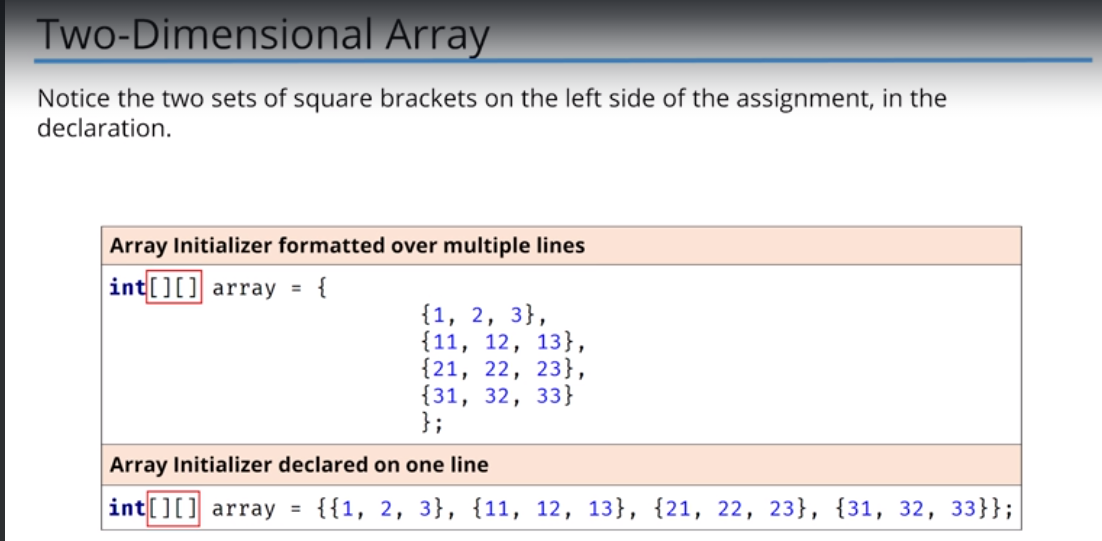 Two-Dimensional Array
Notice the two sets of square brackets on the left side of the assignment, in the
declaration.
Array Initializer formatted over multiple lines
int[][] array = {
{1, 2, 3},
{11, 12, 13},
{21, 22, 23},
{31, 32, 33}
};
Array Initializer declared on one line
int[][] array = {{1, 2, 3}, {11, 12, 13}, {21, 22, 23}, {31, 32, 33}};